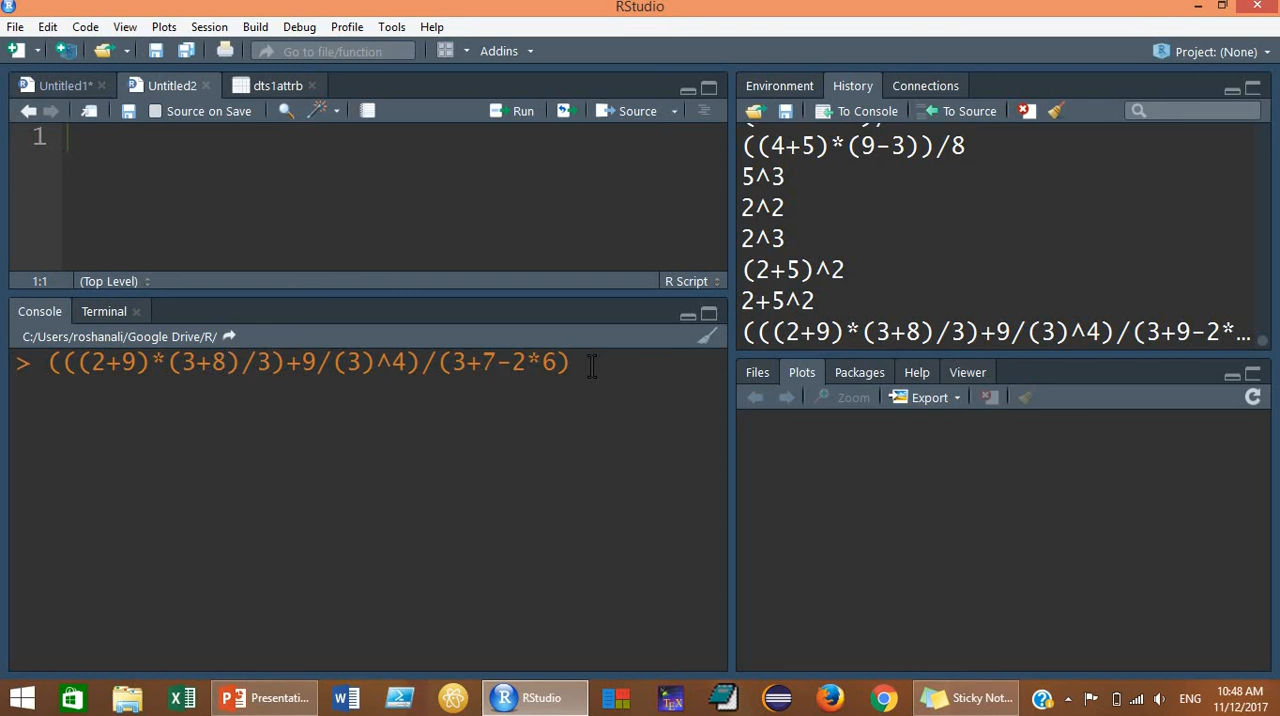 RStudio
File Edit Code View Plots Session Build Debug Profile Tools Help
Go to file/function Addins Project: (None)
Untitled1* Untitled2 dts1attrb
Source on Save Run Source
1
1:1 (Top Level) R Script
Console Terminal
C:/Users/roshanali/Google Drive/R/
> (((2+9)*(3+8)/3)+9/(3)^4)/(3+7-2*6)
Environment History Connections
To Console To Source
((4+5)*(9-3))/8
5^3
2^2
2^3
(2+5)^2
2+5^2
(((2+9)*(3+8)/3)+9/(3)^4)/(3+9-2*...
Files Plots Packages Help Viewer
Zoom Export
Presentati... RStudio Sticky Not... ENG 10:48 AM
11/12/2017